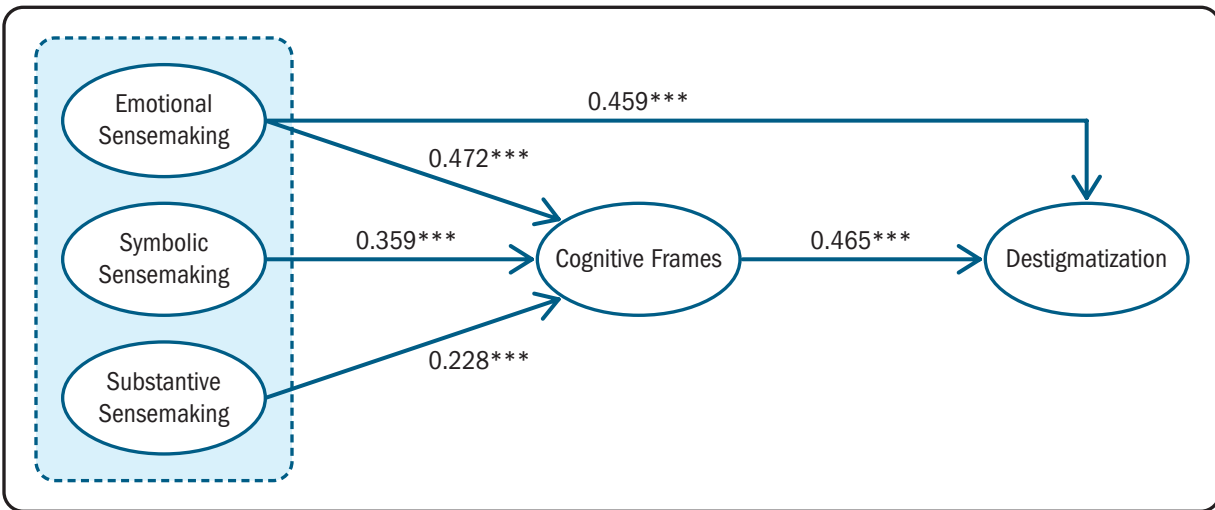 Emotional
Sensemaking
0.459***
0.472***
Symbolic
Sensemaking
0.359***
Cognitive Frames
0.465***
Destigmatization
Substantive
Sensemaking
0.228***